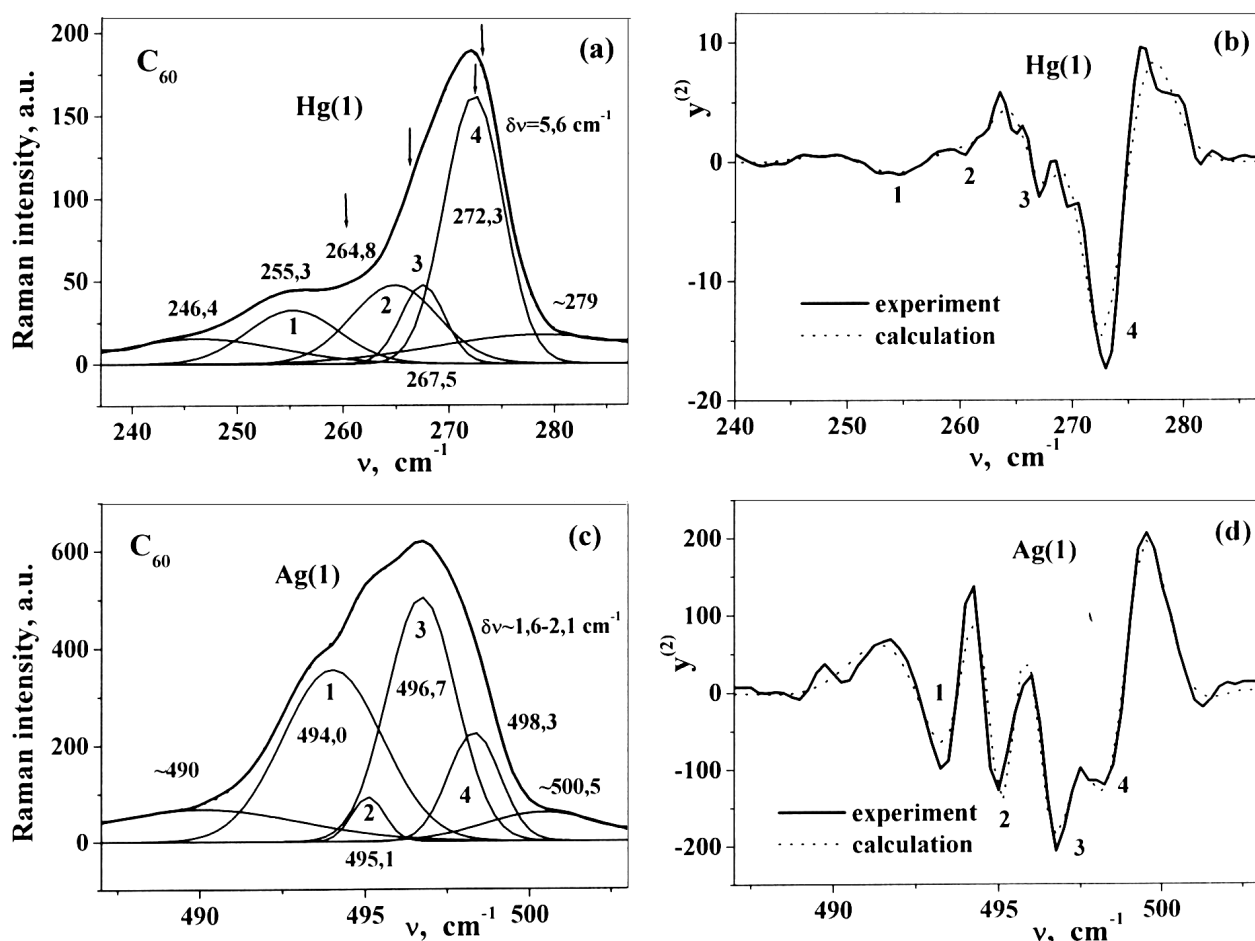 (a)
C60
Hg(1)
δν=5,6 cm-1
4
272,3
264,8
255,3
246,4
3
2
1
~279
267,5
200
150
100
50
0
Raman intensity, a.u.
240 250 260 270 280
ν, cm-1
(b)
Hg(1)
10
0
-10
-20
y(2)
1
2
3
4
experiment
calculation
240 250 260 270 280
ν, cm-1
(c)
C60
Ag(1)
δν~1,6-2,1 cm-1
3
1
496,7
494,0
498,3
~490
4
~500,5
2
495,1
600
400
200
0
Raman intensity, a.u.
490 495 500
ν, cm-1
(d)
Ag(1)
200
100
0
-100
-200
y(2)
1
2
3
4
experiment
calculation
490 495 500
ν, cm-1